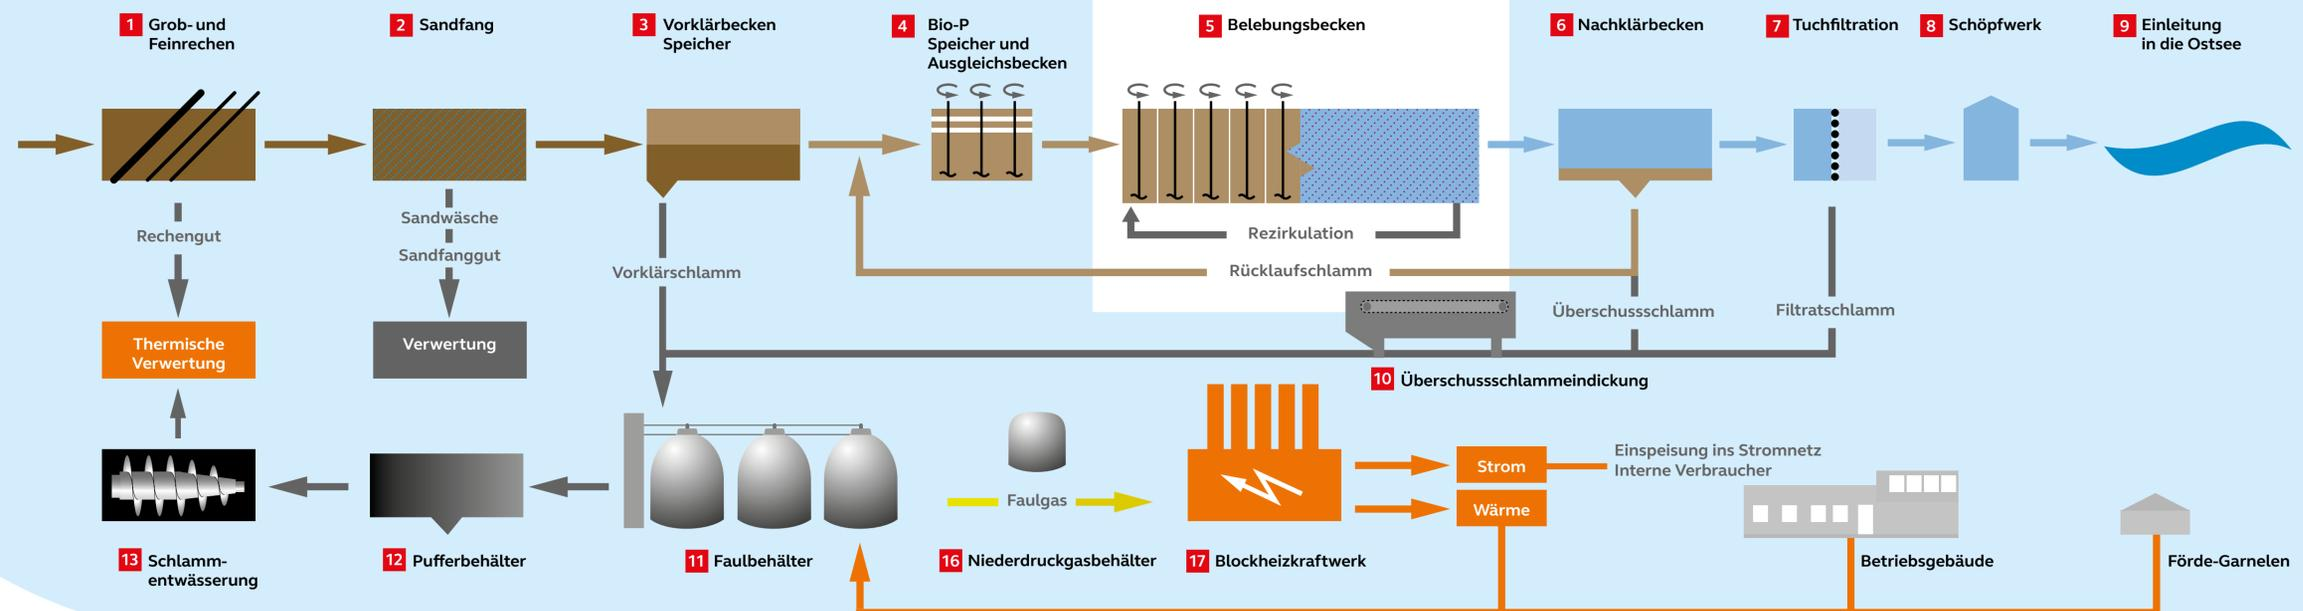 1 Grob- und
Feinrechen
2 Sandfang
3 Vorklärbecken
Speicher
4 Bio-P
Speicher und
Ausgleichsbecken
5 Belebungsbecken
6 Nachklärbecken
7 Tuchfiltration
8 Schöpfwerk
9 Einleitung
in die Ostsee
Rechengut
Sandwäsche
Sandfanggut
Vorklärschlamm
Rezirkulation
Rücklaufschlamm
Überschussschlamm
Filtratschlamm
Thermische
Verwertung
Verwertung
10 Überschussschlammeindickung
Faulgas
Strom
Wärme
Einspeisung ins Stromnetz
Interne Verbraucher
13 Schlamm-
entwässerung
12 Pufferbehälter
11 Faulbehälter
16 Niederdruckgasbehälter
17 Blockheizkraftwerk
Betriebsgebäude
Förde-Garnelen